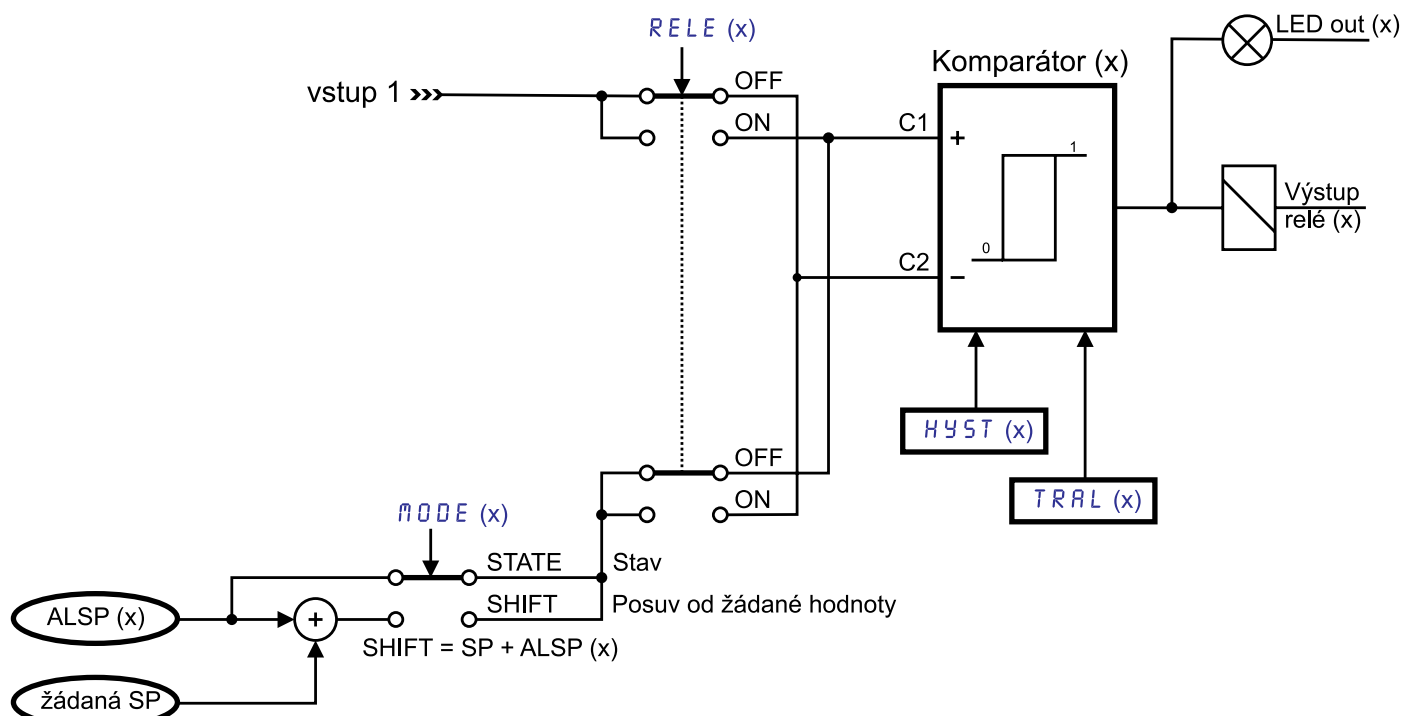 RELE (x)
LED out (x)
Komparátor (x)
vstup 1
OFF
ON
C1
+
1
0
C2
−
Výstup
relé (x)
HYST (x)
TRAL (x)
OFF
ON
MODE (x)
STATE
Stav
SHIFT
Posuv od žádané hodnoty
ALSP (x)
+
SHIFT = SP + ALSP (x)
žádaná SP